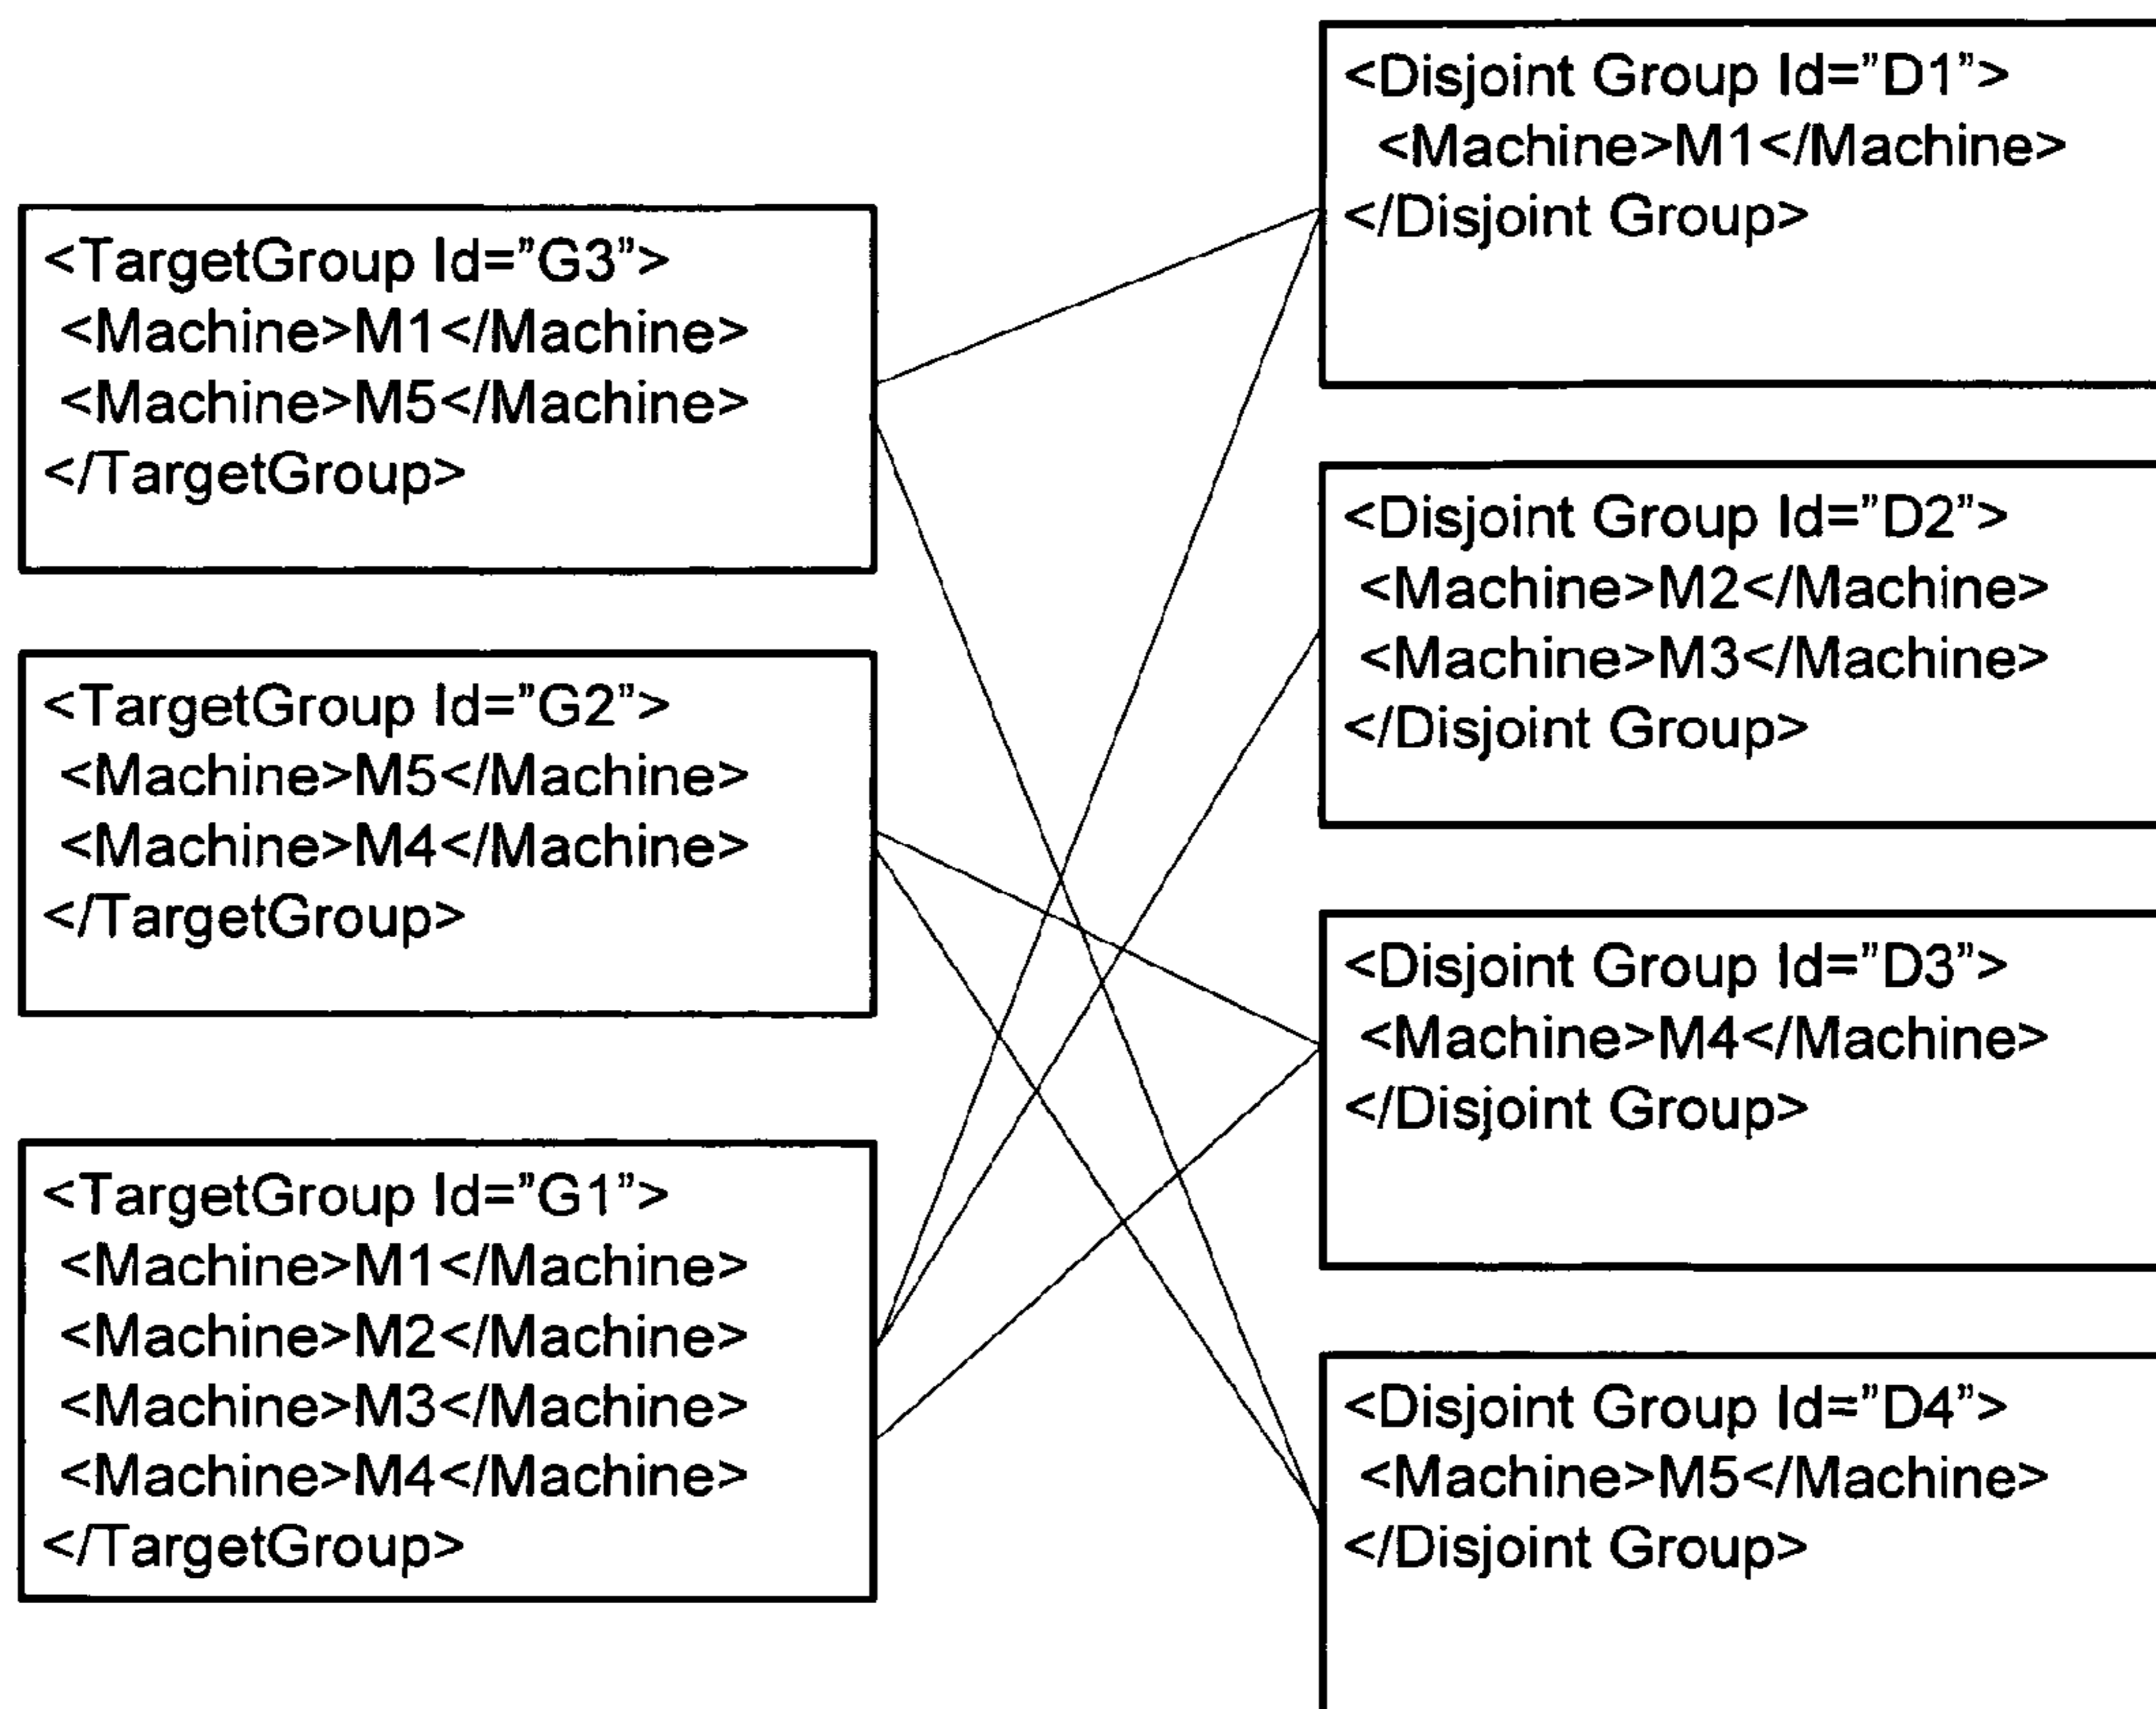 <TargetGroup Id=”G3”>
<Machine>M1</Machine>
<Machine>M5</Machine>
</TargetGroup>
<TargetGroup Id=”G2”>
<Machine>M5</Machine>
<Machine>M4</Machine>
</TargetGroup>
<TargetGroup Id=”G1”>
<Machine>M1</Machine>
<Machine>M2</Machine>
<Machine>M3</Machine>
<Machine>M4</Machine>
</TargetGroup>
<Disjoint Group Id=”D1”>
<Machine>M1</Machine>
</Disjoint Group>
<Disjoint Group Id=”D2”>
<Machine>M2</Machine>
<Machine>M3</Machine>
</Disjoint Group>
<Disjoint Group Id=”D3”>
<Machine>M4</Machine>
</Disjoint Group>
<Disjoint Group Id=”D4”>
<Machine>M5</Machine>
</Disjoint Group>